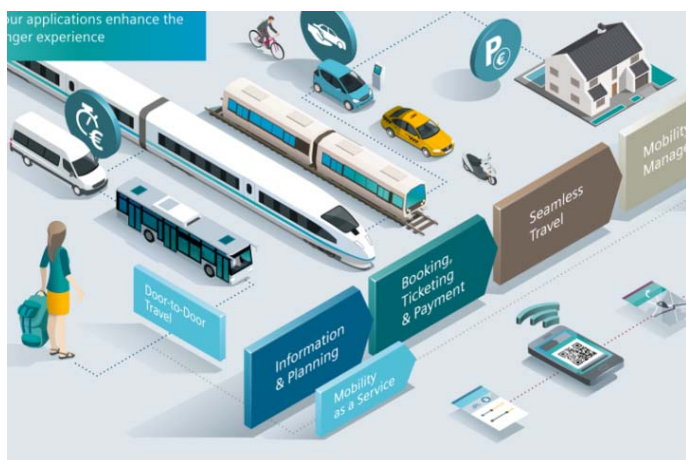 our applications enhance the
nger experience
P€
€
Mobility
Manage
Seamless
Travel
Booking,
Ticketing
& Payment
Door-to-Door
Travel
Information
& Planning
Mobility
as a Service